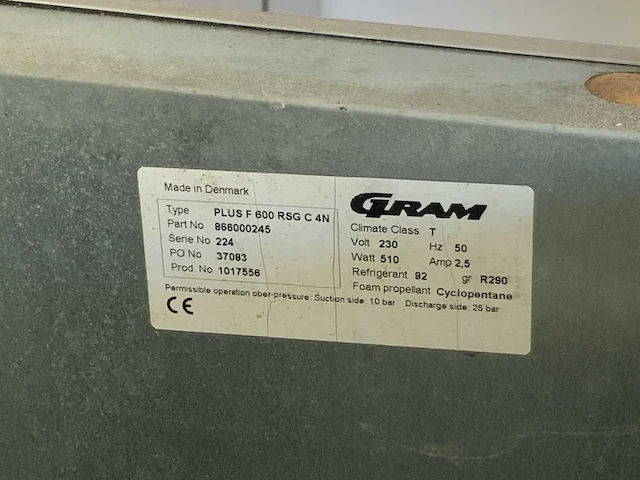 Made in Denmark
Type PLUS F 600 RSG C 4N
Part No 866000245
Serie No 224
PO No 37083
Prod. No 1017556
GRAM
Climate Class T
Volt 230 Hz 50
Watt 510 Amp 2,5
Refrigerant 92 gr R290
Foam propellant Cyclopentane
Permissible operation ober-pressure: Suction side: 10 bar Discharge side: 25 bar
CE